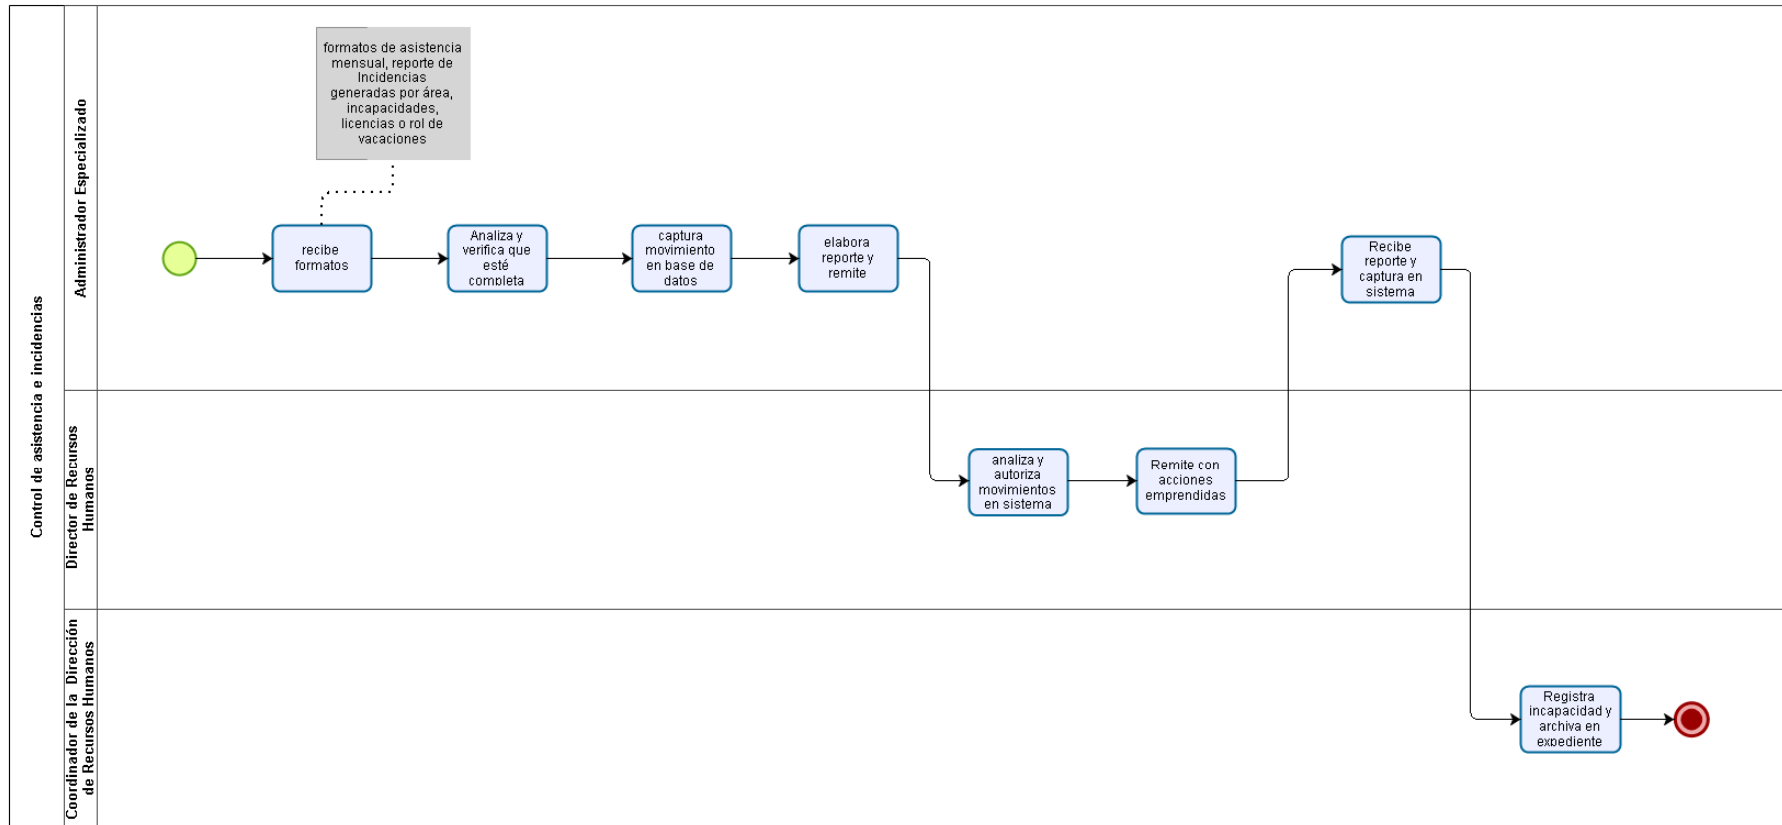 Control de asistencia e incidencias
Administrador Especializado
formatos de asistencia
mensual, reporte de
Incidencias
generadas por área,
incapacidades,
licencias o rol de
vacaciones
recibe
formatos
Analiza y
verifica que
esté
completa
captura
movimiento
en base de
datos
elabora
reporte y
remite
Recibe
reporte y
captura en
sistema
Director de Recursos
Humanos
analiza y
autoriza
movimientos
en sistema
Remite con
acciones
emprendidas
Coordinador de la Dirección
de Recursos Humanos
Registra
incapacidad y
archiva en
expediente